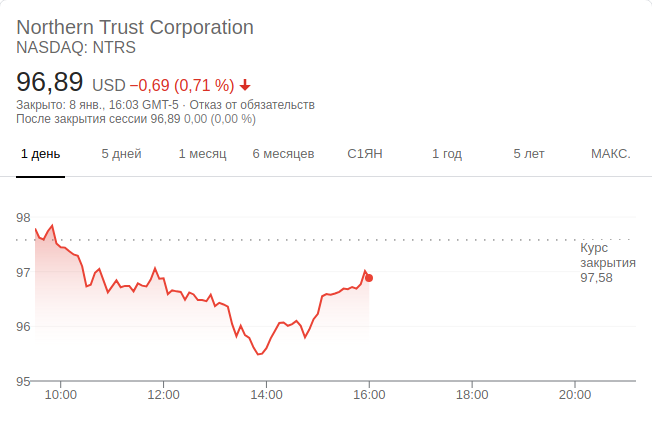 Northern Trust Corporation
NASDAQ: NTRS
96,89 USD −0,69 (0,71 %)
Закрыто: 8 янв., 16:03 GMT-5 · Отказ от обязательств
После закрытия сессии 96,89 0,00 (0,00 %)
1 день 5 дней 1 месяц 6 месяцев С1ЯН 1 год 5 лет МАКС.
98
Курс
закрытия
97,58
97
96
95
10:00 12:00 14:00 16:00 18:00 20:00